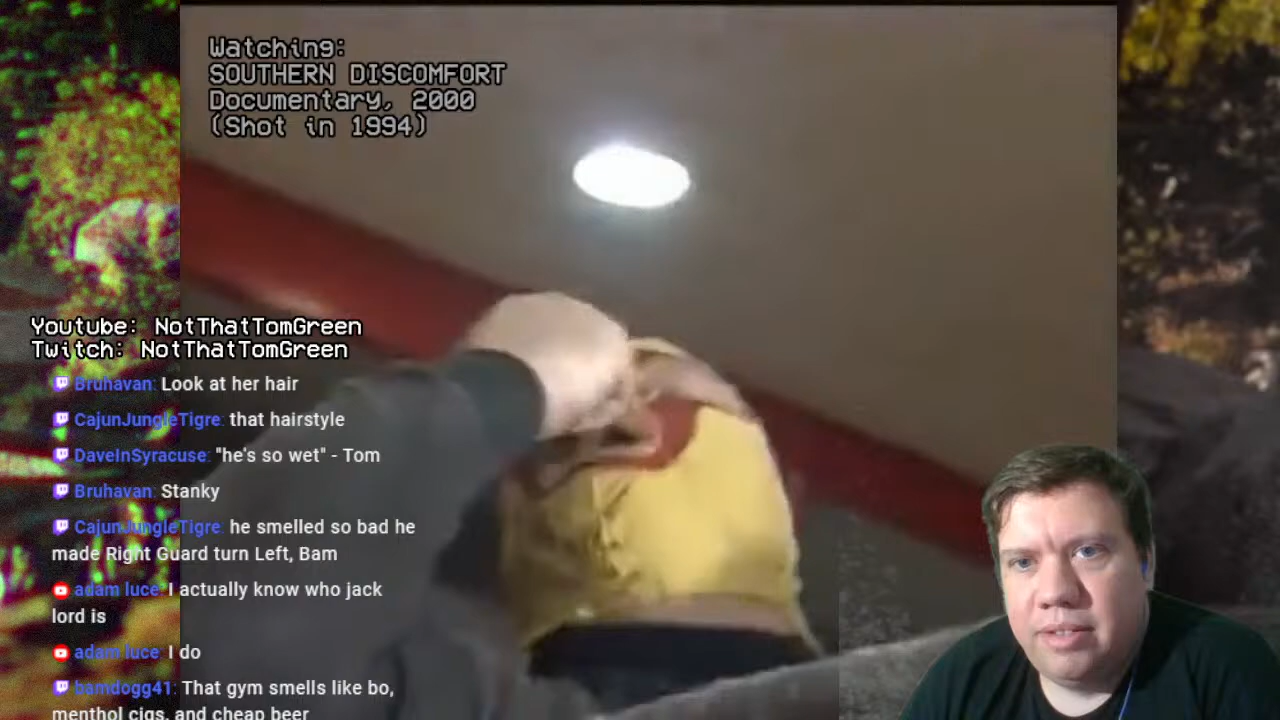 Watching:
SOUTHERN DISCOMFORT
Documentary, 2000
(Shot in 1994)
Youtube: NotThatTomGreen
Twitch: NotThatTomGreen
Bruhavan: Look at her hair
CajunJungleTigre: that hairstyle
DaveInSyracuse: "he's so wet" - Tom
Bruhavan: Stanky
CajunJungleTigre: he smelled so bad he
made Right Guard turn Left, Bam
adam luce: I actually know who jack
lord is
adam luce: I do
bamdogg41: That gym smells like bo,
menthol cigs, and cheap beer